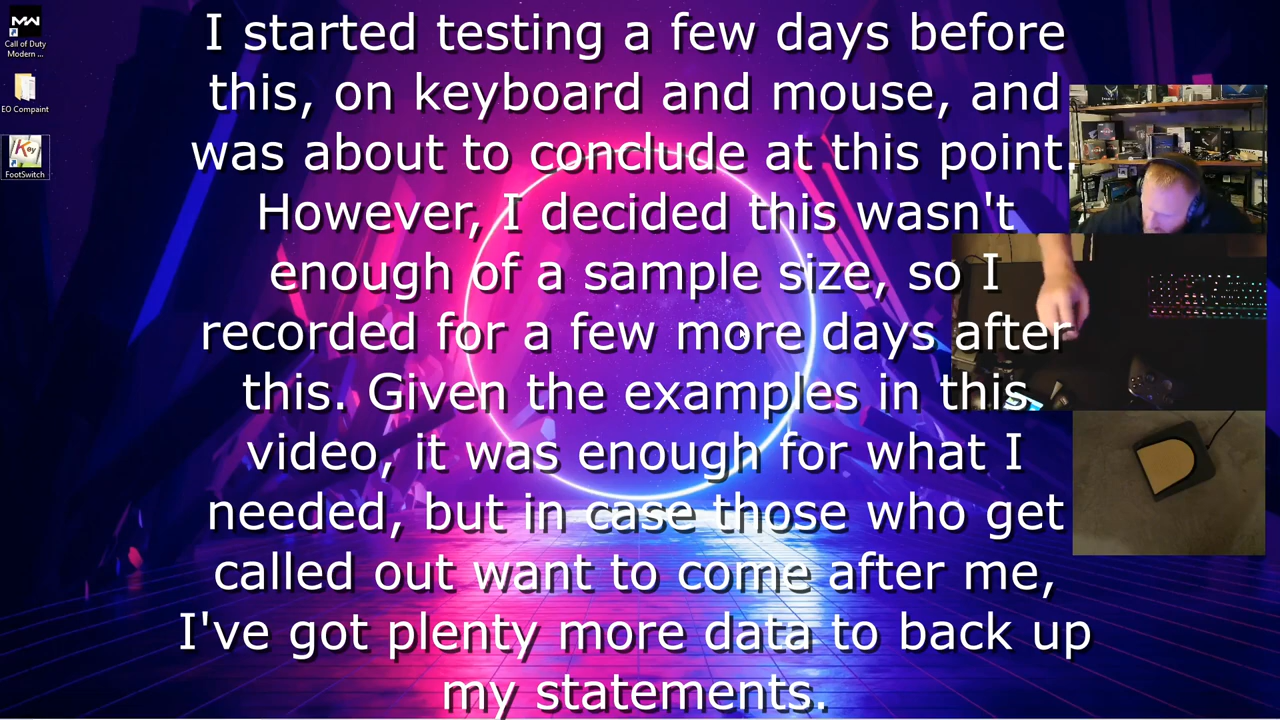 Call of Duty
Modern ...
EO Compaint
Key
FootSwitch
I started testing a few days before
this, on keyboard and mouse, and
was about to conclude at this point.
However, I decided this wasn't
enough of a sample size, so I
recorded for a few more days after
this. Given the examples in this
video, it was enough for what I
needed, but in case those who get
called out want to come after me,
I've got plenty more data to back up
my statements.